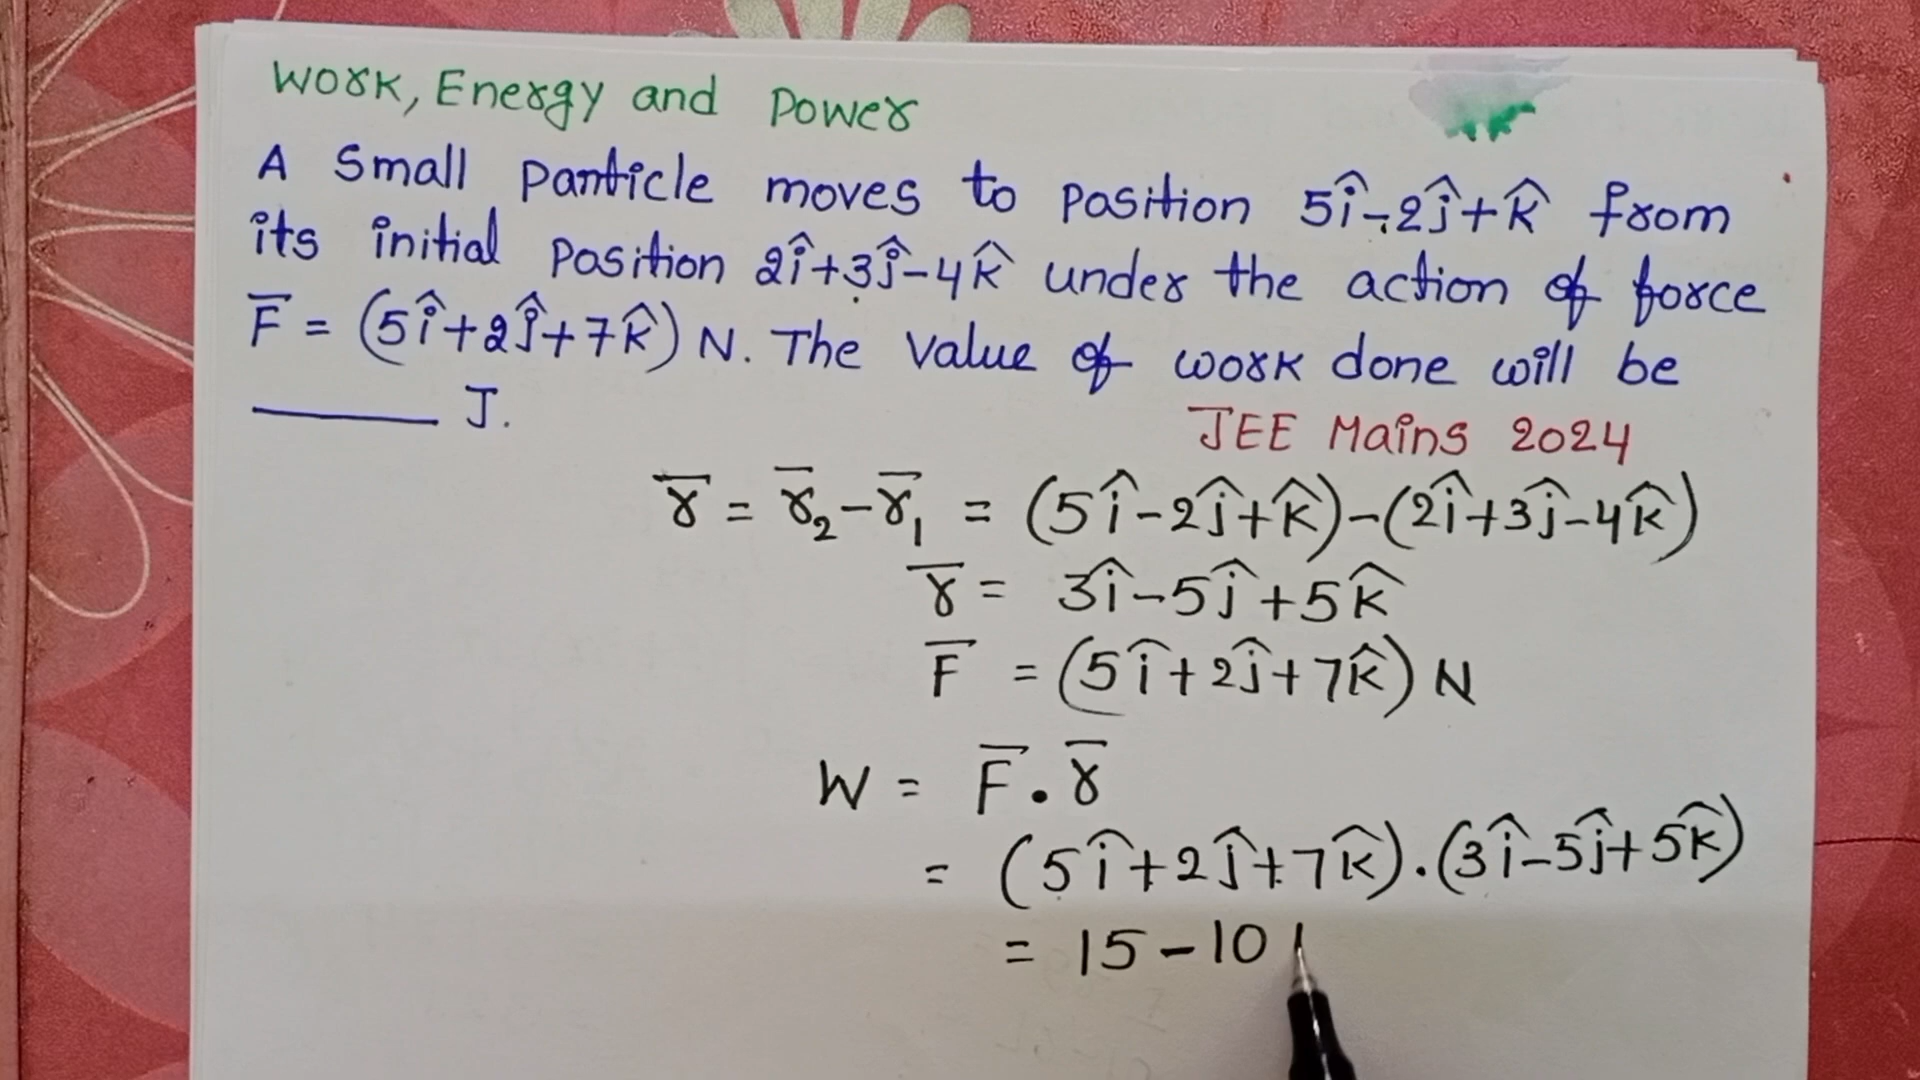 Work, Energy and Power
A small particle moves to position 5î-2ĵ+k̂ from
its initial position 2î+3ĵ-4k̂ under the action of force
F̅ = (5î+2ĵ+7k̂) N. The value of work done will be
______ J.
JEE Mains 2024
r̅ = r̅₂-r̅₁ = (5î-2ĵ+k̂)-(2î+3ĵ-4k̂)
r̅ = 3î-5ĵ+5k̂
F̅ = (5î+2ĵ+7k̂) N
W = F̅.r̅
= (5î+2ĵ+7k̂).(3î-5ĵ+5k̂)
= 15-10